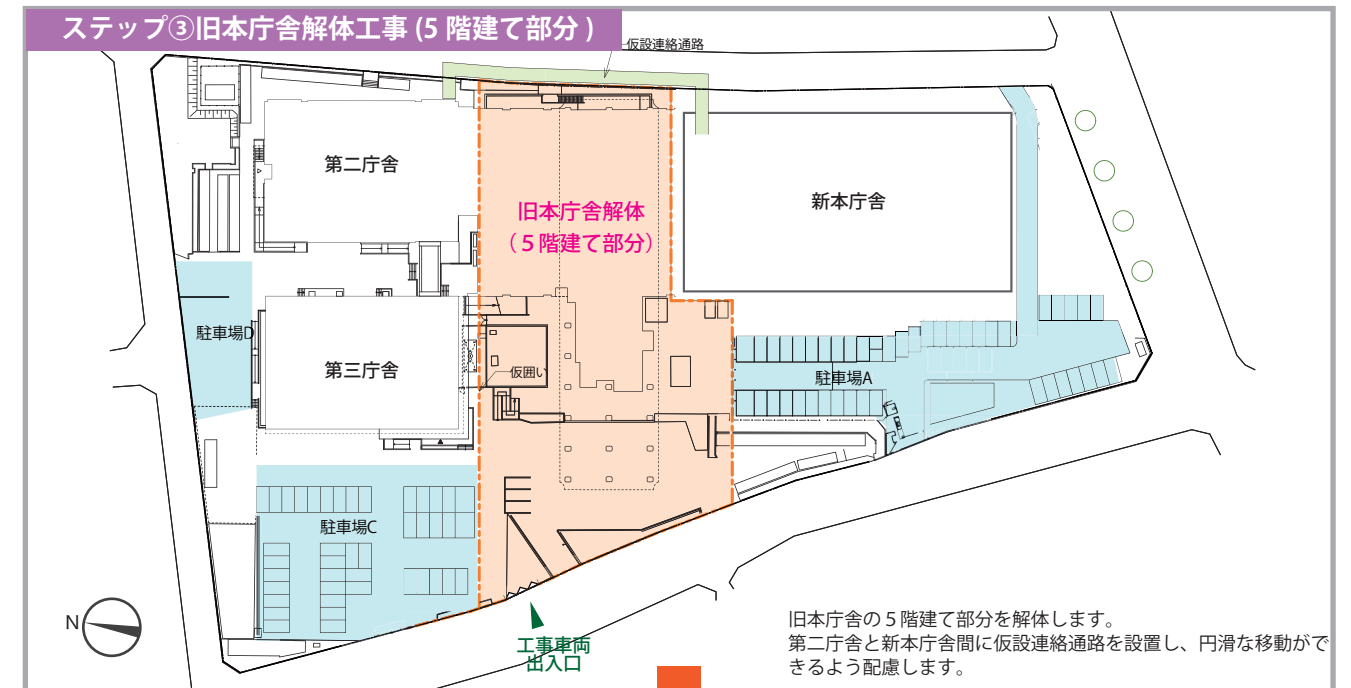 ステップ③旧本庁舎解体工事(5階建て部分)
仮設連絡通路
第二庁舎
旧本庁舎解体
（５階建て部分）
新本庁舎
駐車場D
第三庁舎
仮囲い
駐車場A
駐車場C
N
工事車両
出入口
旧本庁舎の５階建て部分を解体します。
第二庁舎と新本庁舎間に仮設連絡通路を設置し、円滑な移動がで
きるよう配慮します。